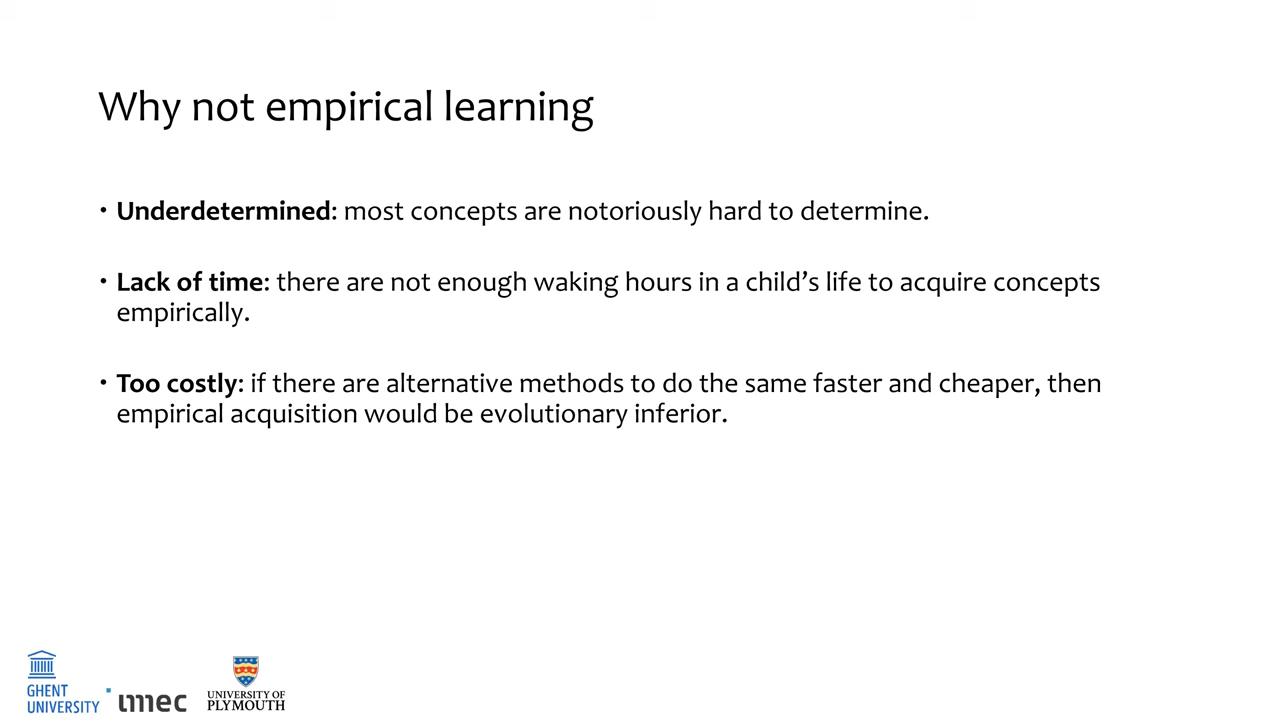 Why not empirical learning
• Underdetermined: most concepts are notoriously hard to determine.
• Lack of time: there are not enough waking hours in a child’s life to acquire concepts
empirically.
• Too costly: if there are alternative methods to do the same faster and cheaper, then
empirical acquisition would be evolutionary inferior.
GHENT
UNIVERSITY
imec
UNIVERSITY OF
PLYMOUTH